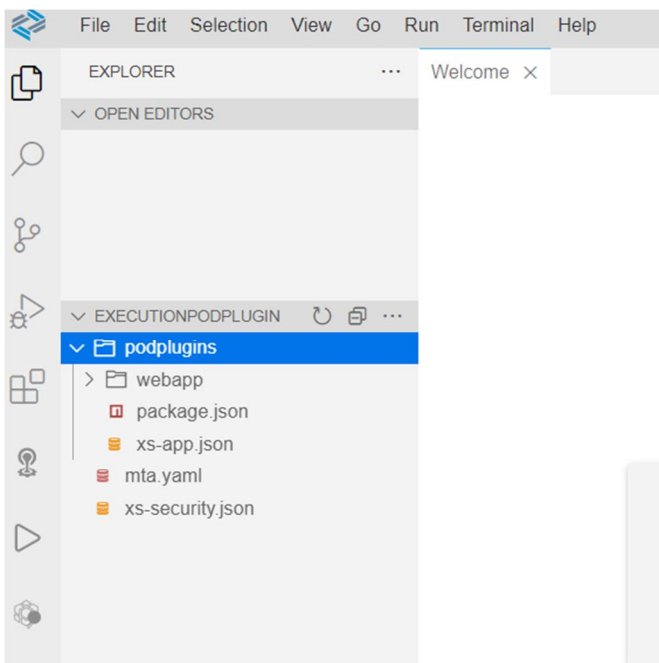 File Edit Selection View Go Run Terminal Help
EXPLORER
Welcome
OPEN EDITORS
EXECUTIONPODPLUGIN
podplugins
webapp
package.json
xs-app.json
mta.yaml
xs-security.json